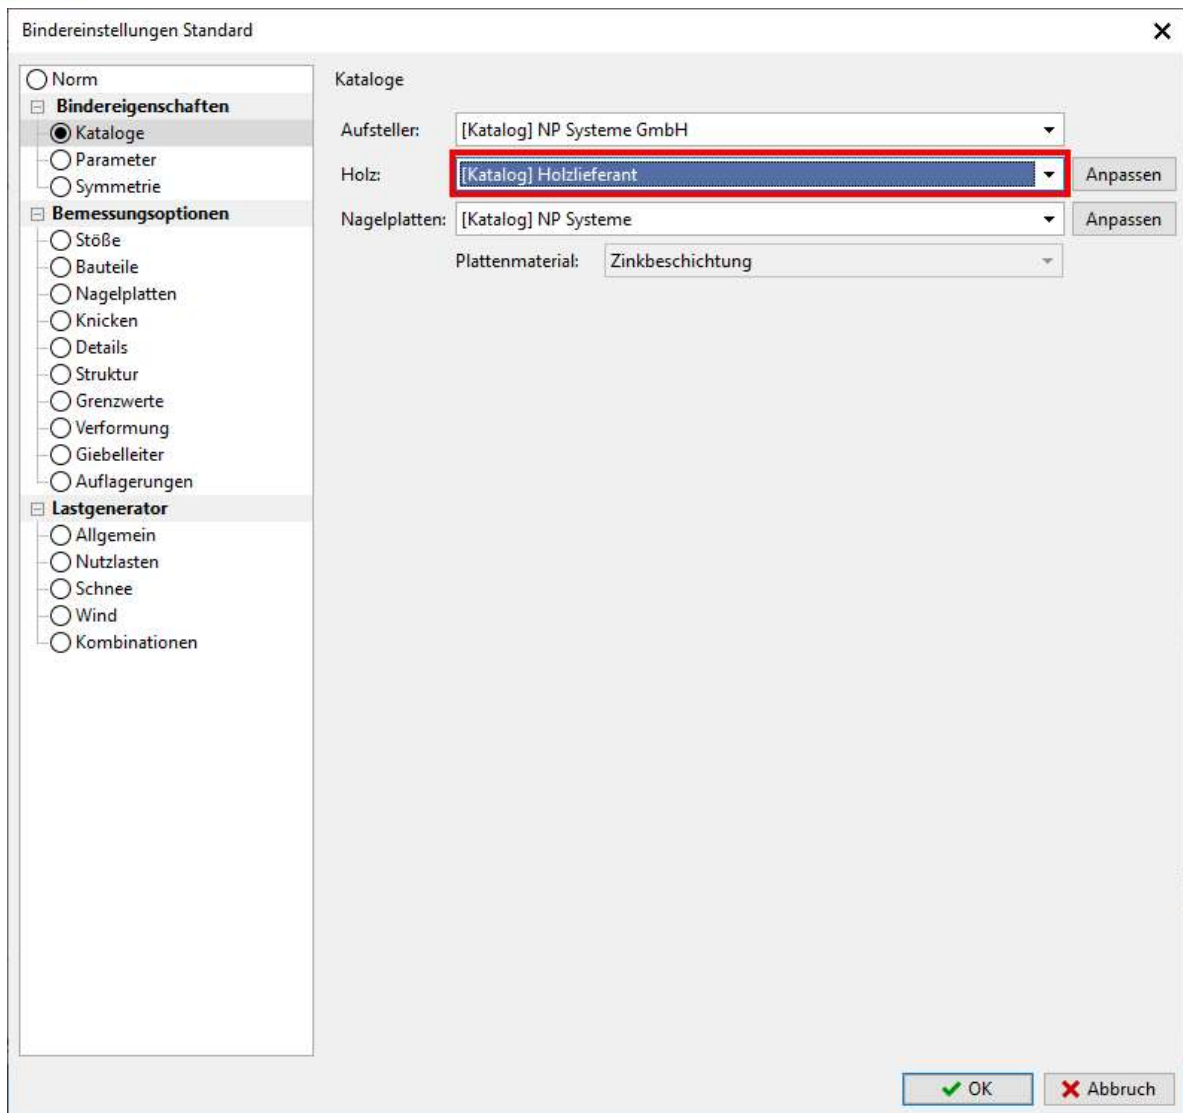 Bindereinstellungen Standard
Norm
Bindereigenschaften
Kataloge
Parameter
Symmetrie
Bemessungsoptionen
Stöße
Bauteile
Nagelplatten
Knicken
Details
Struktur
Grenzwerte
Verformung
Giebelleiter
Auflagerungen
Lastgenerator
Allgemein
Nutzlasten
Schnee
Wind
Kombinationen
Kataloge
Aufsteller: [Katalog] NP Systeme GmbH
Holz: [Katalog] Holzlieferant Anpassen
Nagelplatten: [Katalog] NP Systeme Anpassen
Plattenmaterial: Zinkbeschichtung
OK Abbruch